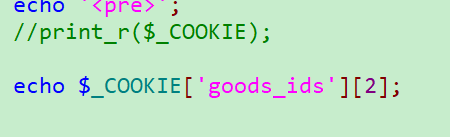 echo '<pre>';
//print_r($_COOKIE);
echo $_COOKIE['goods_ids'][2];